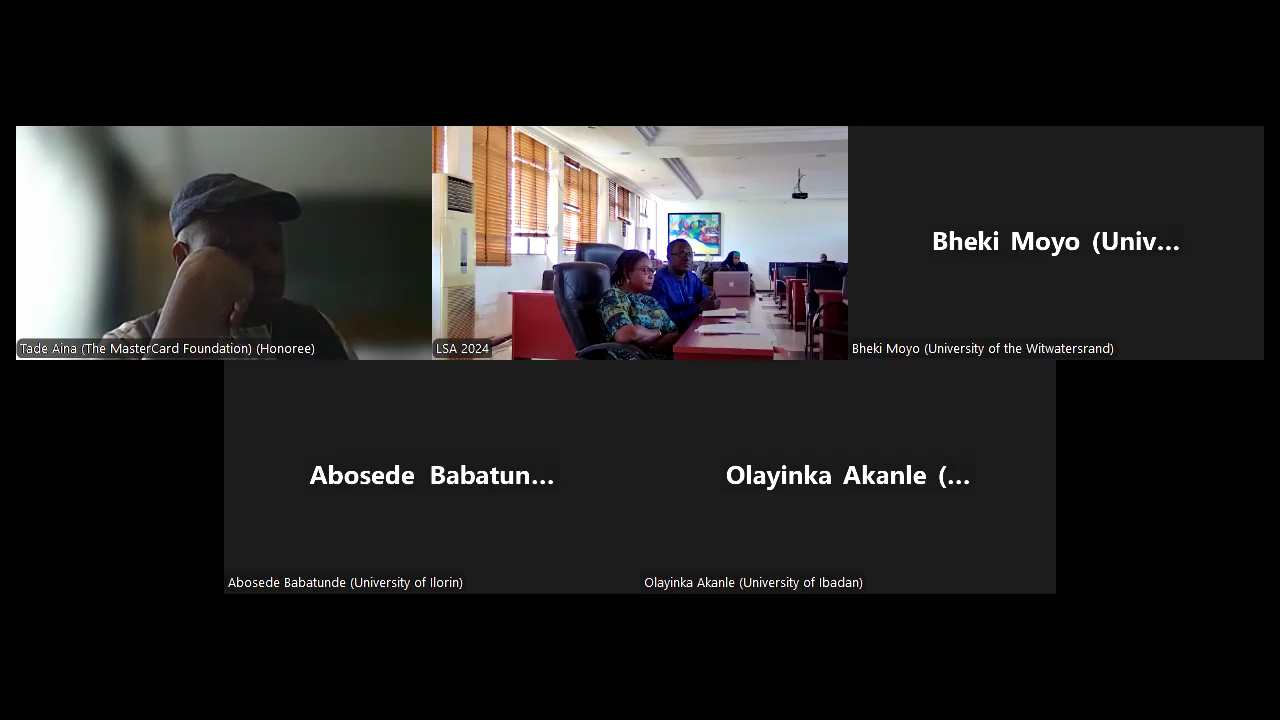 Tade Aina (The MasterCard Foundation) (Honoree)
LSA 2024
Bheki Moyo (Univ...
Bheki Moyo (University of the Witwatersrand)
Abosede Babatun...
Abosede Babatunde (University of Ilorin)
Olayinka Akanle (...
Olayinka Akanle (University of Ibadan)